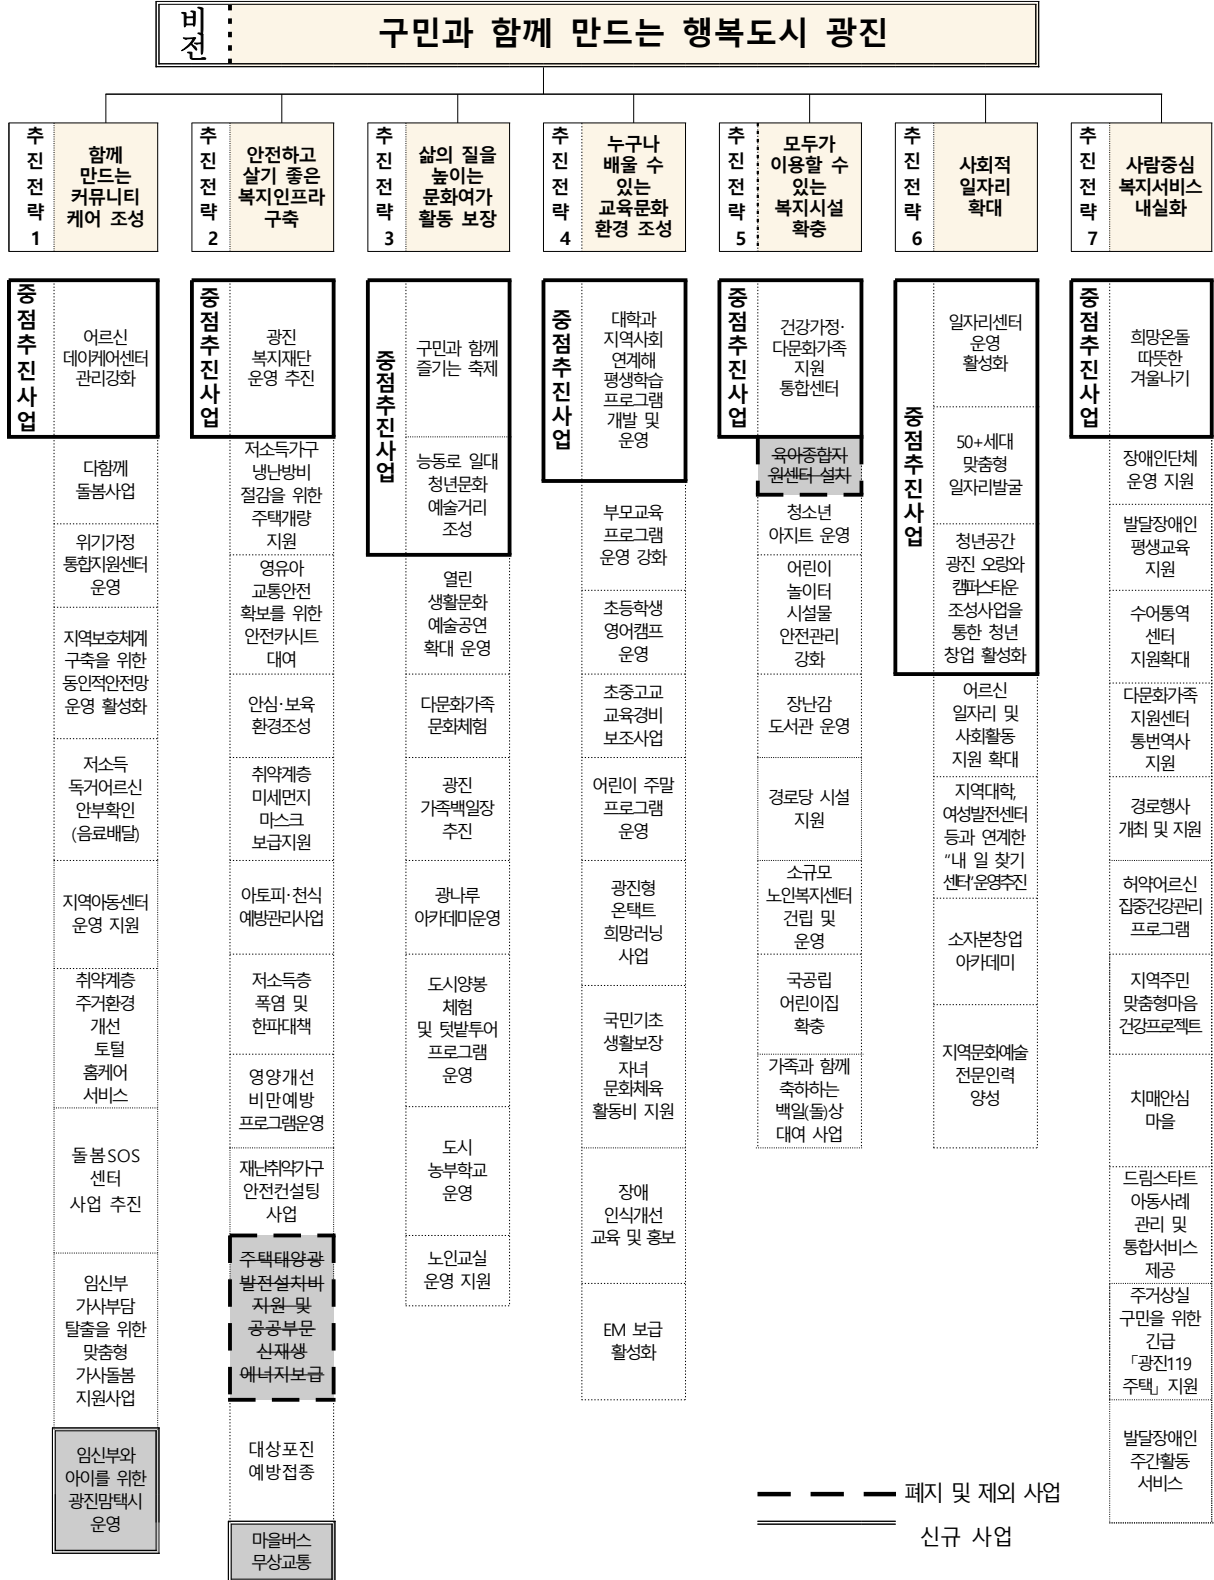 비전
구민과 함께 만드는 행복도시 광진
추진전략 1
함께
만드는
커뮤니티
케어 조성
중점추진사업
어르신
데이케어센터
관리강화
다함께
돌봄사업
위기가정
통합지원센터
운영
지역보호체계
구축을 위한
동인적안전망
운영 활성화
저소득
독거어르신
안부확인
(음료배달)
지역아동센터
운영 지원
취약계층
주거환경
개선
토털
홈케어
서비스
돌봄SOS
센터
사업 추진
임신부
가사부담
탈출을 위한
맞춤형
가사돌봄
지원사업
임신부와
아이를 위한
광진맘택시
운영
추진전략 2
안전하고
살기 좋은
복지인프라
구축
중점추진사업
광진
복지재단
운영 추진
저소득가구
냉난방비
절감을 위한
주택개량
지원
영유아
교통안전
확보를 위한
안전카시트
대여
안심·보육
환경조성
취약계층
미세먼지
마스크
보급지원
아토피·천식
예방관리사업
저소득층
폭염 및
한파대책
영양개선
비만예방
프로그램운영
재난취약가구
안전컨설팅
사업
주택태양광
발전설치비
지원 및
공공부문
신재생
에너지보급
대상포진
예방접종
마을버스
무상교통
추진전략 3
삶의 질을
높이는
문화여가
활동 보장
중점추진사업
구민과 함께
즐기는 축제
능동로 일대
청년문화
예술거리
조성
열린
생활문화
예술공연
확대 운영
다문화가족
문화체험
광진
가족백일장
추진
광나루
아카데미운영
도시양봉
체험
및 텃밭투어
프로그램
운영
도시
농부학교
운영
노인교실
운영 지원
추진전략 4
누구나
배울 수
있는
교육문화
환경 조성
중점추진사업
대학과
지역사회
연계해
평생학습
프로그램
개발 및
운영
부모교육
프로그램
운영 강화
초등학생
영어캠프
운영
초중고교
교육경비
보조사업
어린이 주말
프로그램
운영
광진형
온택트
희망러닝
사업
국민기초
생활보장
자녀
문화체육
활동비 지원
장애
인식개선
교육 및 홍보
EM 보급
활성화
추진전략 5
모두가
이용할 수
있는
복지시설
확충
중점추진사업
건강가정·
다문화가족
지원
통합센터
육아종합지
원센터 설치
청소년
아지트 운영
어린이
놀이터
시설물
안전관리
강화
장난감
도서관 운영
경로당 시설
지원
소규모
노인복지센터
건립 및
운영
국공립
어린이집
확충
가족과 함께
축하하는
백일(돌)상
대여 사업
추진전략 6
사회적
일자리
확대
중점추진사업
일자리센터
운영
활성화
50+세대
맞춤형
일자리발굴
청년공간
광진 오랑와
캠퍼스타운
조성사업을
통한 청년
창업 활성화
어르신
일자리 및
사회활동
지원 확대
지역대학,
여성발전센터
등과 연계한
"내 일 찾기
센터"운영추진
소자본창업
아카데미
지역문화예술
전문인력
양성
추진전략 7
사람중심
복지서비스
내실화
중점추진사업
희망온돌
따뜻한
겨울나기
장애인단체
운영 지원
발달장애인
평생교육
지원
수어통역
센터
지원확대
다문화가족
지원센터
통번역사
지원
경로행사
개최 및 지원
허약어르신
집중건강관리
프로그램
지역주민
맞춤형마음
건강프로젝트
치매안심
마을
드림스타트
아동사례
관리 및
통합서비스
제공
주거상실
구민을 위한
긴급
「광진119
주택」 지원
발달장애인
주간활동
서비스
폐지 및 제외 사업
신규 사업